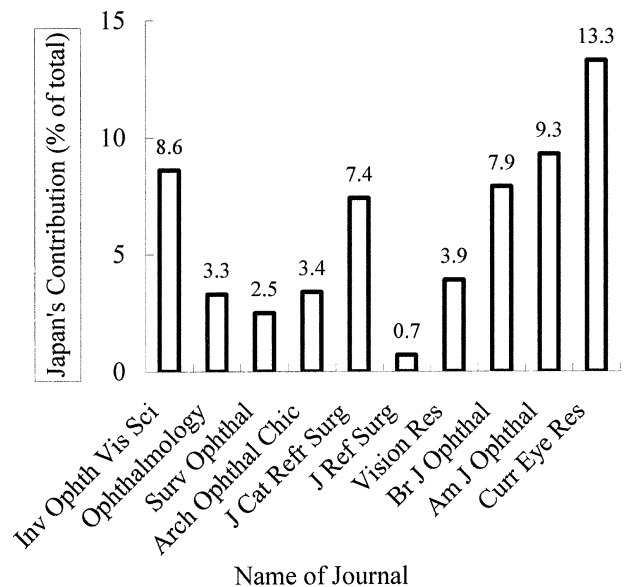 Japan's Contribution (% of total)
15
10
5
0
8.6
3.3
2.5
3.4
7.4
0.7
3.9
7.9
9.3
13.3
Inv Ophth Vis Sci
Ophthalmology
Surv Ophthal
Arch Ophthal Chic
J Cat Refr Surg
J Ref Surg
Vision Res
Br J Ophthal
Am J Ophthal
Curr Eye Res
Name of Journal